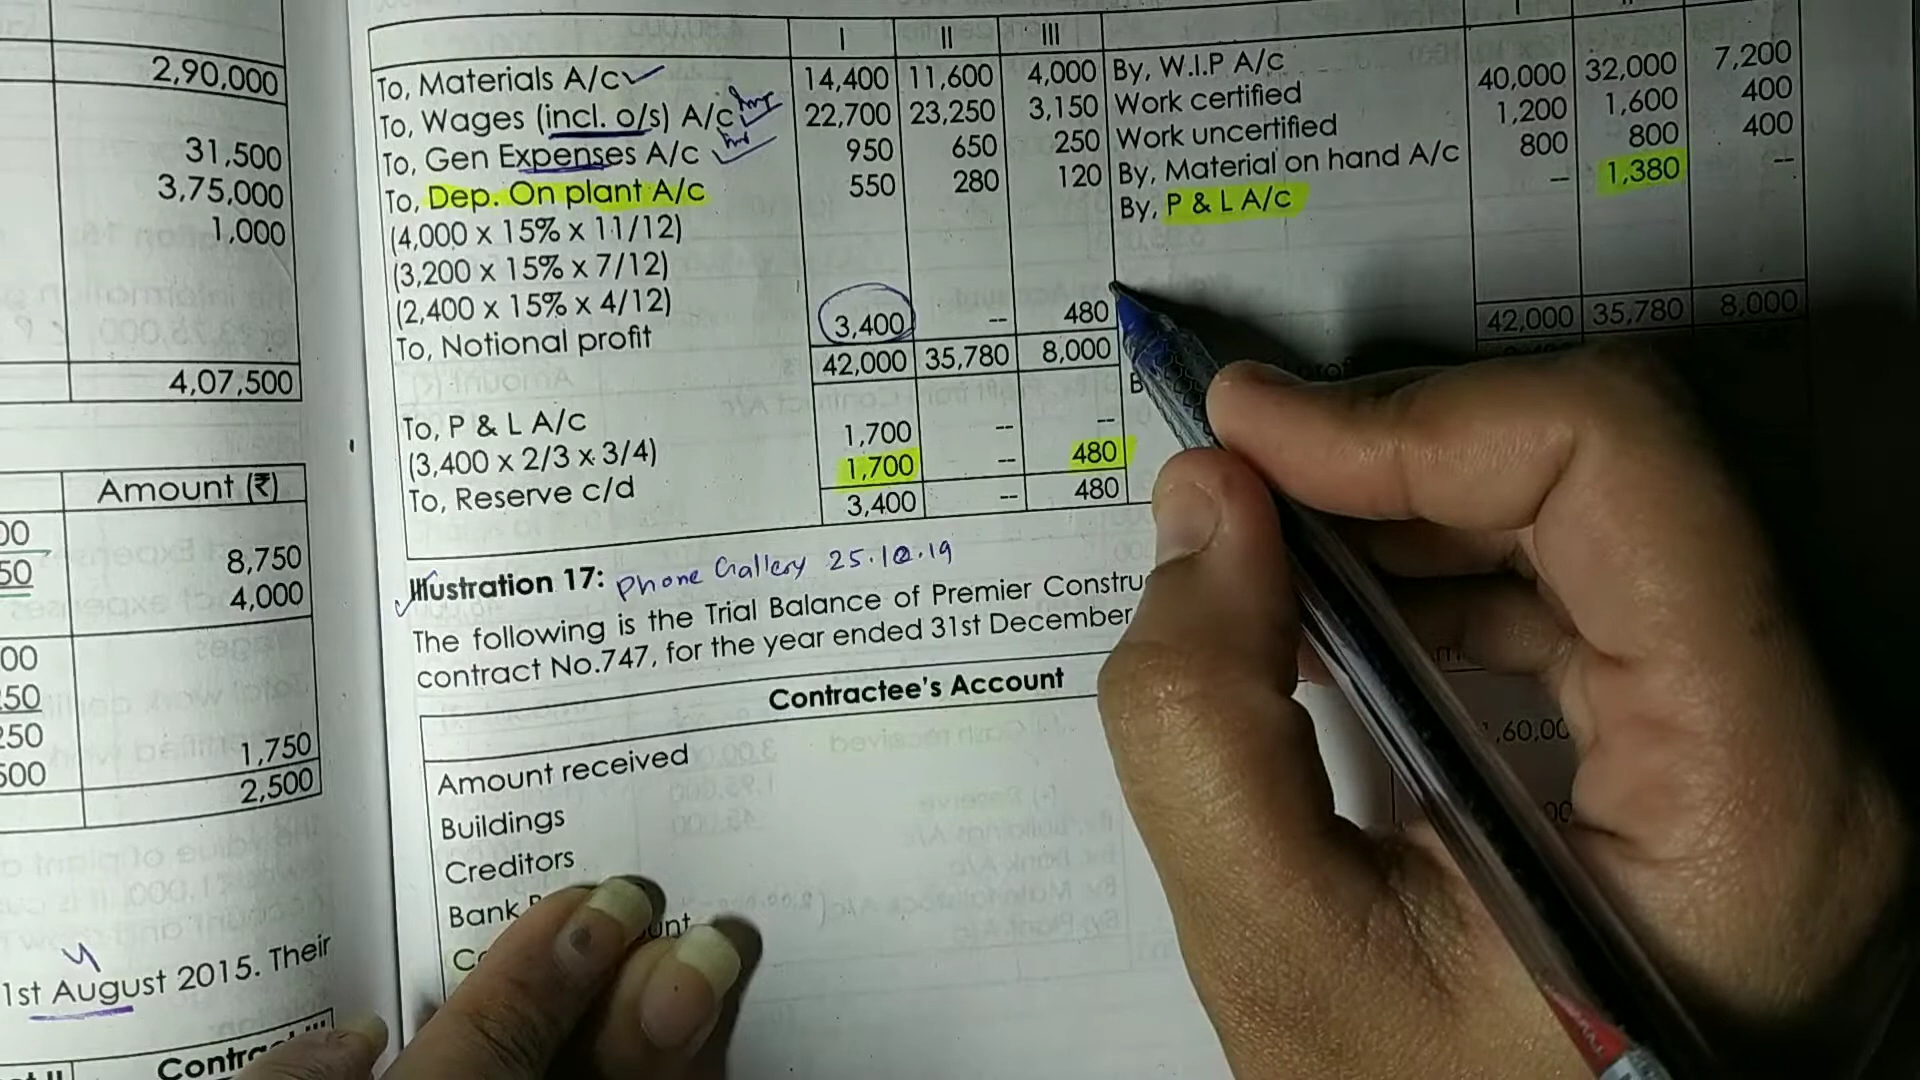 2,90,000
31,500
3,75,000
1,000
4,07,500
Amount (₹)
8,750
4,000
1,750
2,500
1st August 2015. Their
I II III
To, Materials A/c 14,400 11,600 4,000 By, W.I.P A/c
To, Wages (incl. o/s) A/c 22,700 23,250 3,150 Work certified 40,000 32,000 7,200
To, Gen Expenses A/c 950 650 250 Work uncertified 1,200 1,600 400
To, Dep. On plant A/c 550 280 120 By, Material on hand A/c 800 800 400
(4,000 x 15% x 11/12) By, P & L A/c -- 1,380 --
(3,200 x 15% x 7/12)
(2,400 x 15% x 4/12)
To, Notional profit 3,400 -- 480
42,000 35,780 8,000 42,000 35,780 8,000
To, P & L A/c 1,700 -- --
(3,400 x 2/3 x 3/4)
To, Reserve c/d 1,700 -- 480
3,400 -- 480
Illustration 17: Phone Gallery 25.10.19
The following is the Trial Balance of Premier
contract No.747, for the year ended 31st December
Contractee's Account
Amount received
Buildings
Creditors
Bank